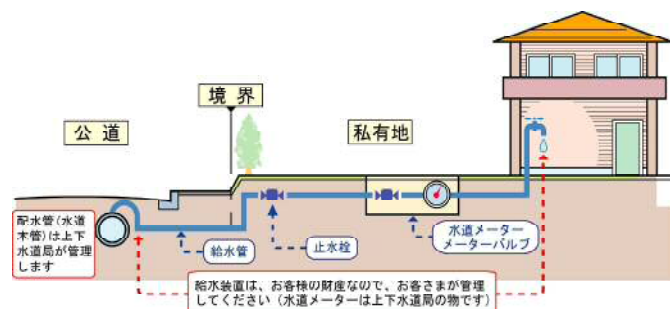 境界
公道
私有地
配水管(水道
本管)は上下
水道局が管理
します
給水管
止水栓
水道メーター
メーターバルブ
給水装置は、お客様の財産なので、お客さまが管理
してください(水道メーターは上下水道局の物です)